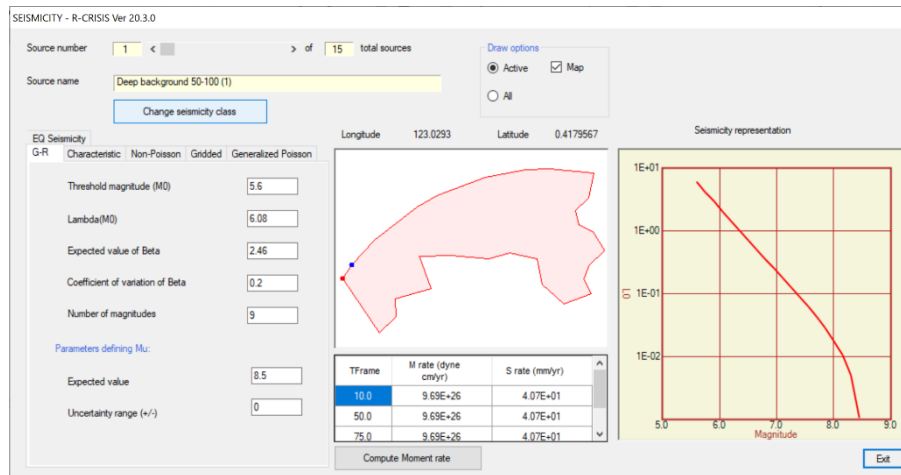 SEISMICITY - R-CRISIS Ver 20.3.0
Source number 1 < > of 15 total sources
Source name Deep background 50-100 (1)
Change seismicity class
Draw options
Active Map
All
EQ Seismicity
G-R Characteristic Non-Poisson Gridded Generalized Poisson
Threshold magnitude (M0) 5.6
Lambda(M0) 6.08
Expected value of Beta 2.46
Coefficient of variation of Beta 0.2
Number of magnitudes 9
Parameters defining Mu:
Expected value 8.5
Uncertainty range (+/-) 0
Longitude 123.0293 Latitude 0.4179567
TFrame M rate (dyne cm/yr) S rate (mm/yr)
10.0 9.69E+26 4.07E+01
50.0 9.69E+26 4.07E+01
75.0 9.69E+26 4.07E+01
Compute Moment rate
Seismicity representation
1E+01
1E+00
1E-01
1E-02
L0
5.0 6.0 7.0 8.0 9.0
Magnitude
Exit